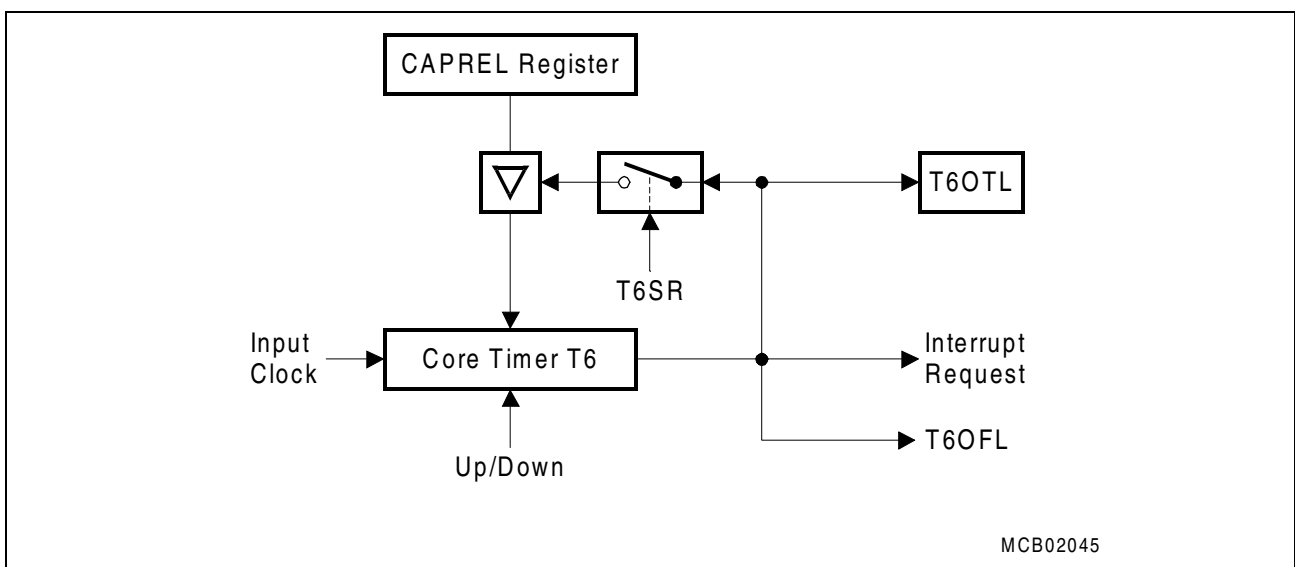 CAPREL Register
T6OTL
T6SR
Input
Clock
Core Timer T6
Interrupt
Request
T6OFL
Up/Down
MCB02045